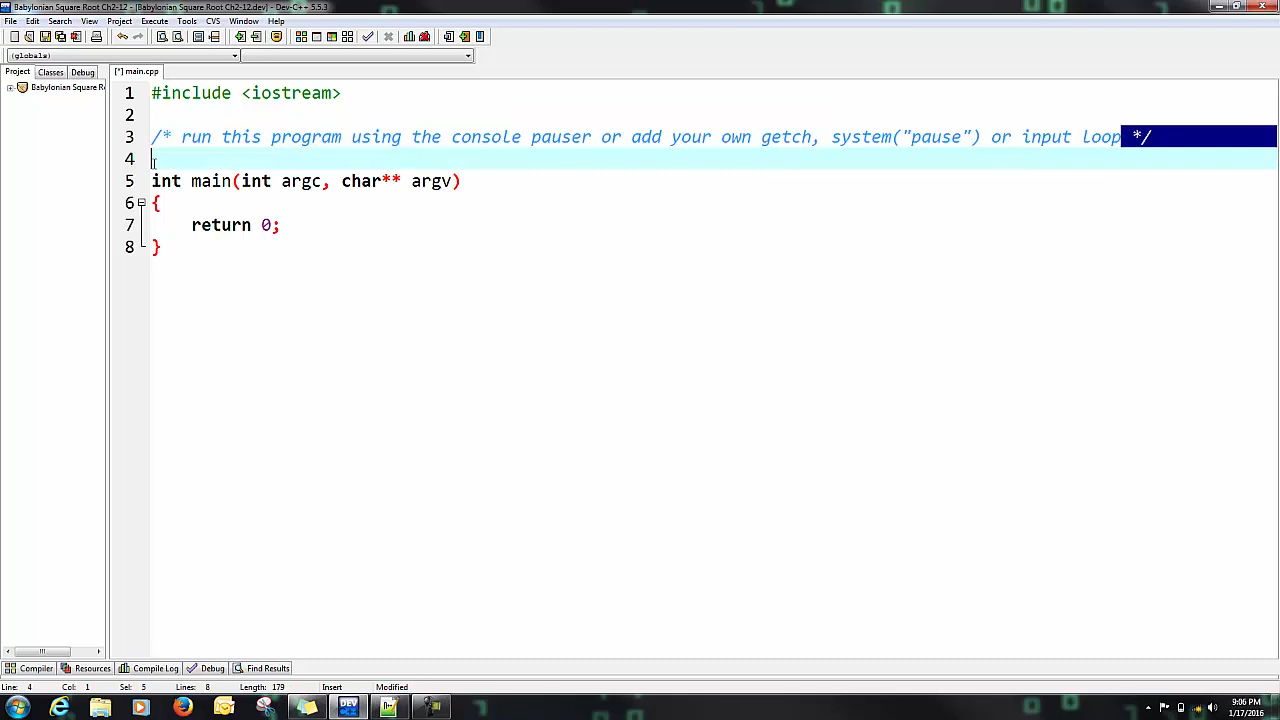 Babylonian Square Root Ch2-12 - [Babylonian Square Root Ch2-12.dev] - Dev-C++ 5.5.3
File Edit Search View Project Execute Tools CVS Window Help
(globals)
Project Classes Debug [*] main.cpp
Babylonian Square R
1 #include <iostream>
2
3 /* run this program using the console pauser or add your own getch, system("pause") or input loop */
4
5 int main(int argc, char** argv)
6 {
7 return 0;
8 }
Compiler Resources Compile Log Debug Find Results
Line: 4 Col: 1 Sel: 5 Lines: 8 Length: 179 Insert Modified
DEV
9:06 PM
1/17/2016